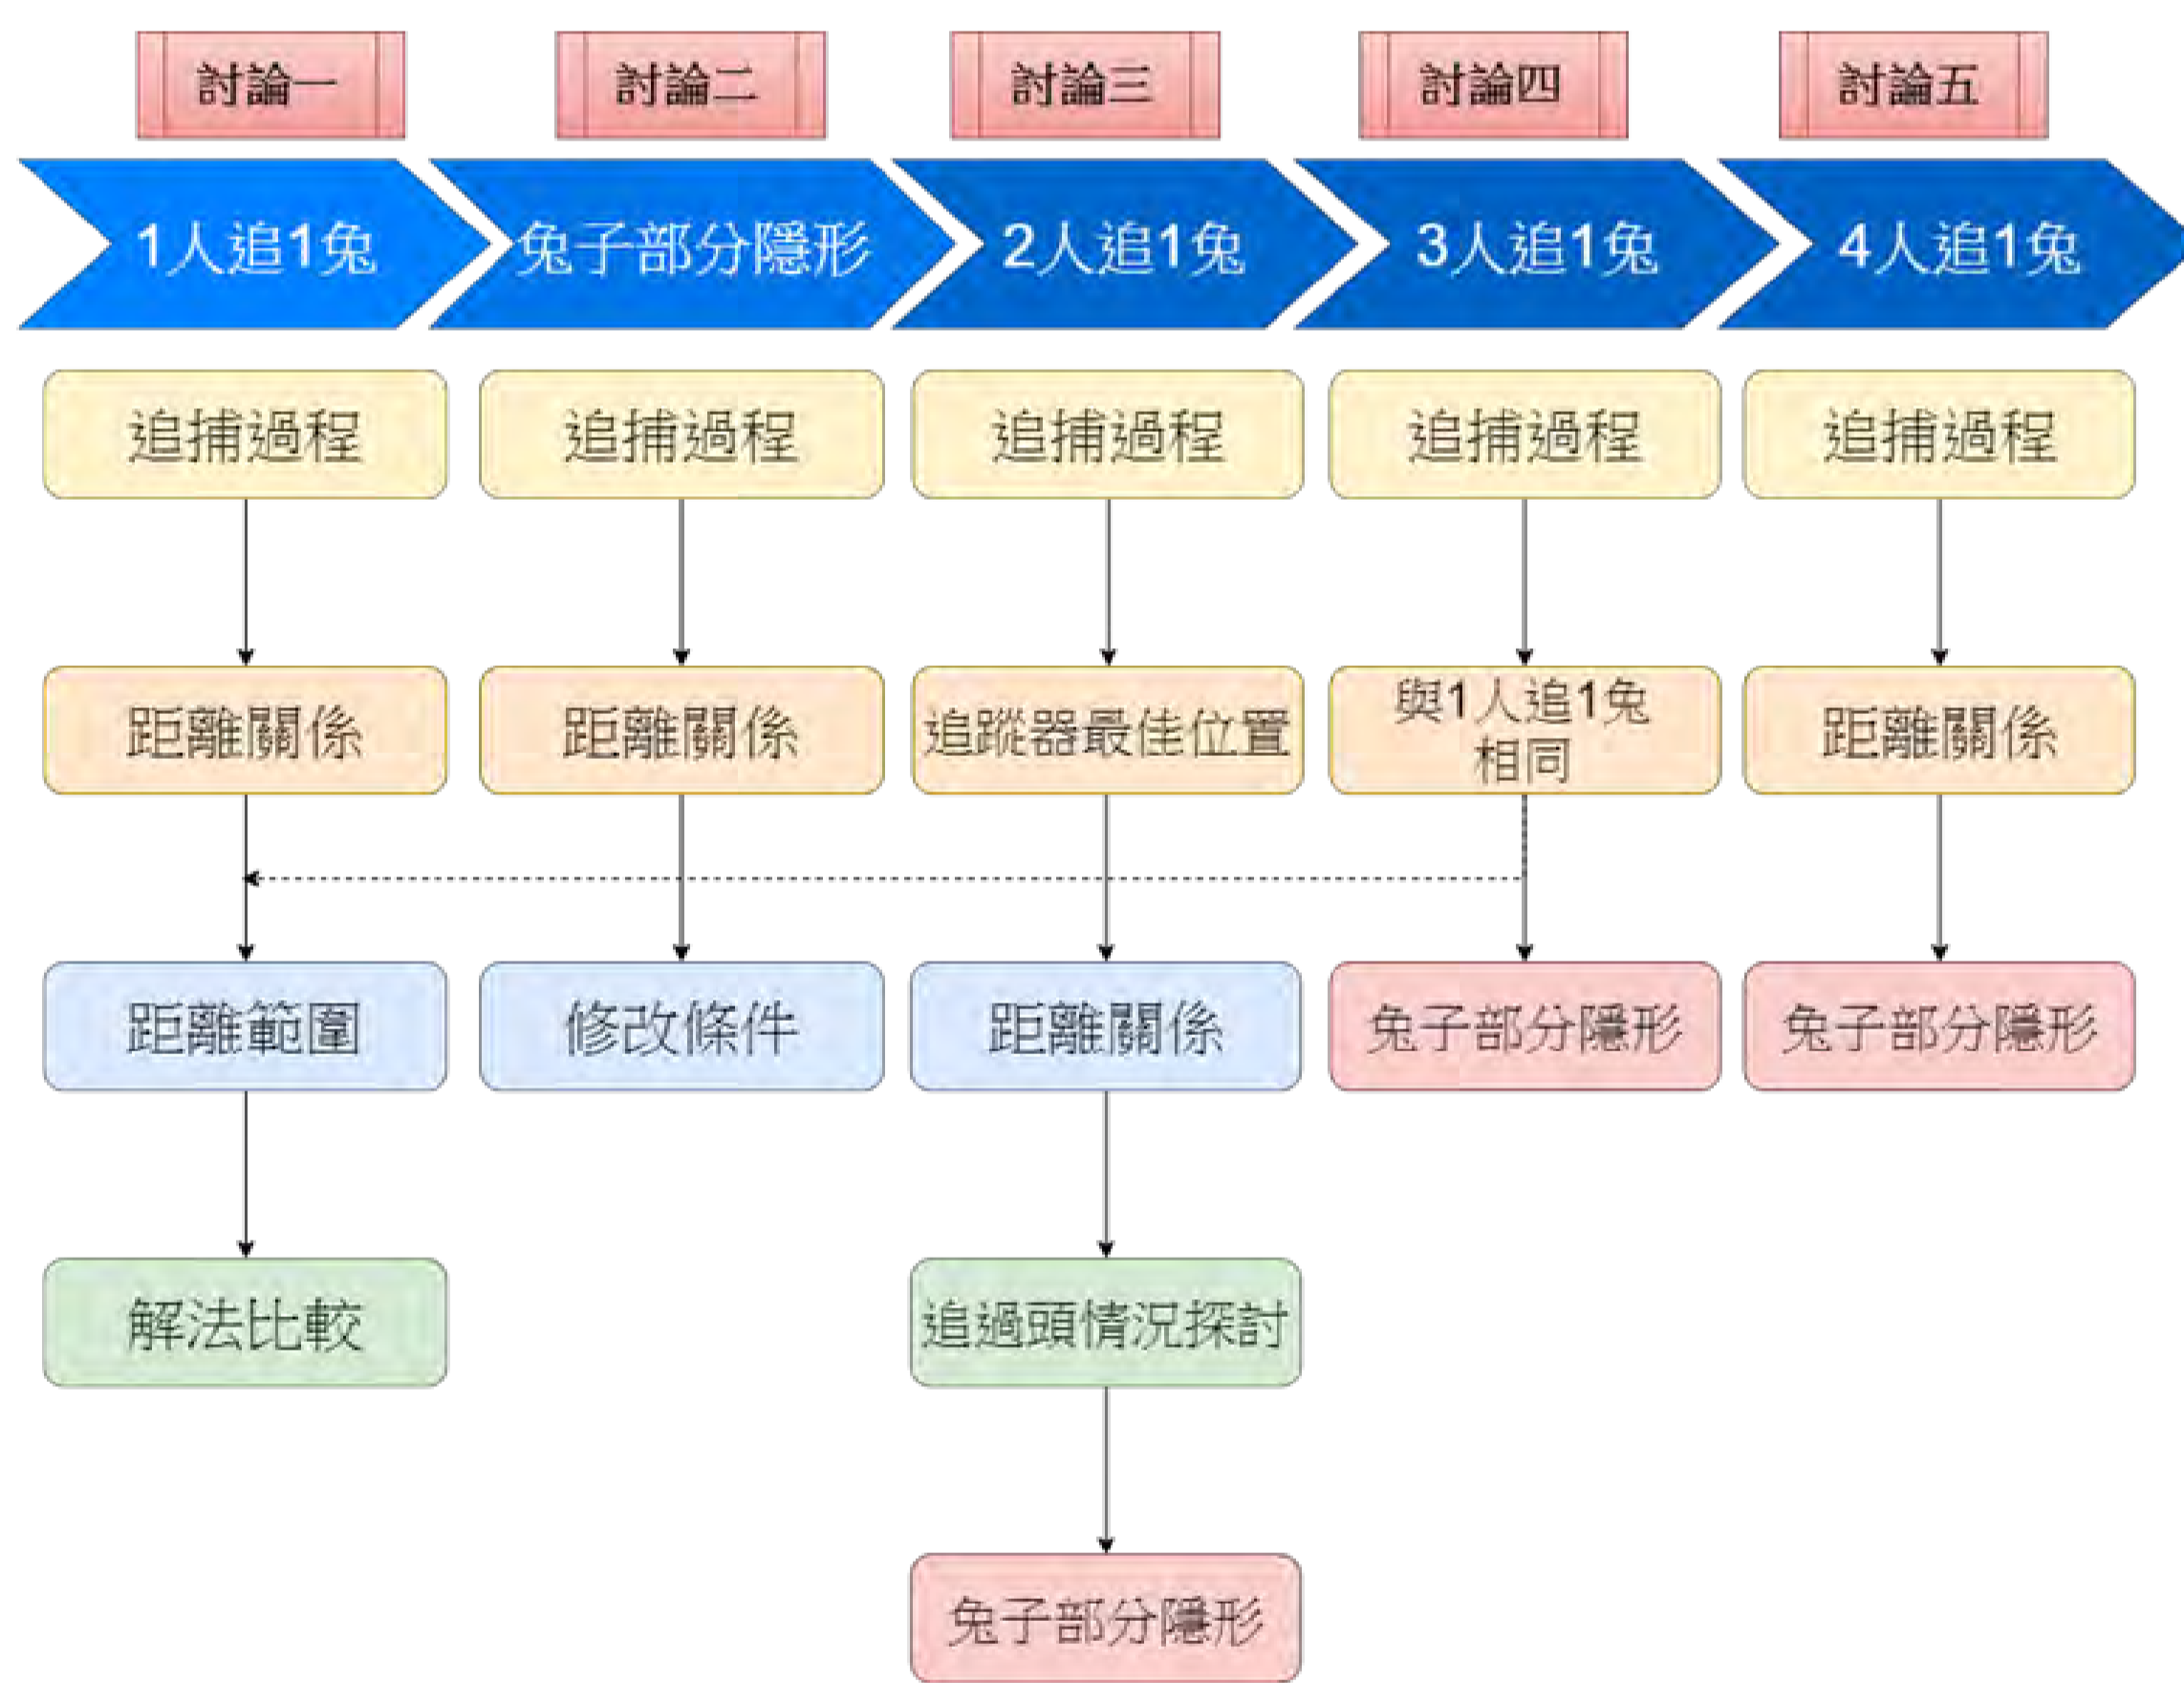 討論一
討論二
討論三
討論四
討論五
1人追1兔
兔子部分隱形
2人追1兔
3人追1兔
4人追1兔
追捕過程
追捕過程
追捕過程
追捕過程
追捕過程
距離關係
距離關係
追蹤器最佳位置
與1人追1兔
相同
距離關係
距離範圍
修改條件
距離關係
兔子部分隱形
兔子部分隱形
解法比較
追過頭情況探討
兔子部分隱形